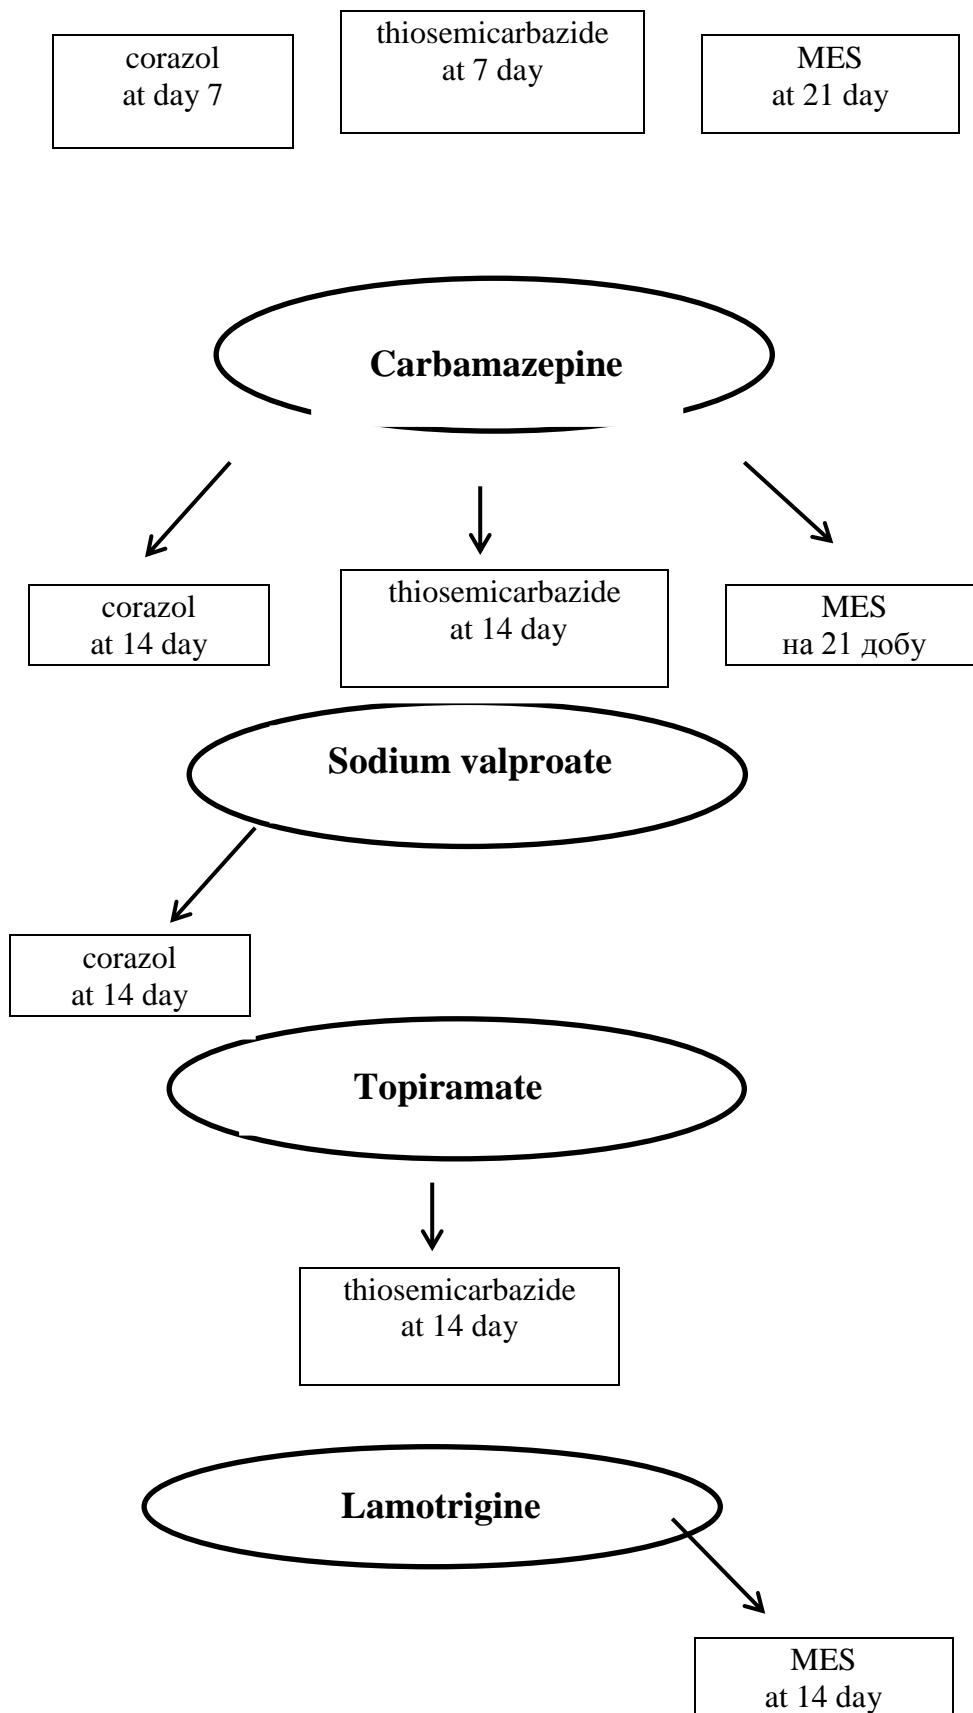 corazol
at day 7
thiosemicarbazide
at 7 day
MES
at 21 day
Carbamazepine
corazol
at 14 day
thiosemicarbazide
at 14 day
MES
на 21 добу
Sodium valproate
corazol
at 14 day
Topiramate
thiosemicarbazide
at 14 day
Lamotrigine
MES
at 14 day